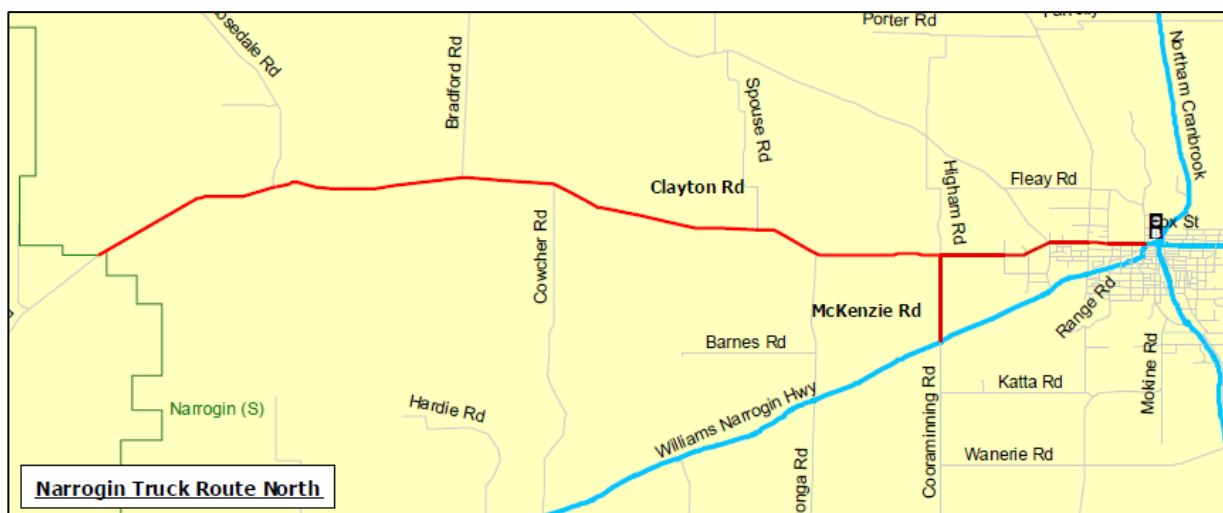 Porter Rd
Northam Cranbrook
Bradford Rd
Spouse Rd
Clayton Rd
Higham Rd
Fleay Rd
Cowcher Rd
McKenzie Rd
Range Rd
Barnes Rd
Williams Narrogin Hwy
Cooraminning Rd
Katta Rd
Mokine Rd
Narrogin (S)
Hardie Rd
Wanerie Rd
Narrogin Truck Route North